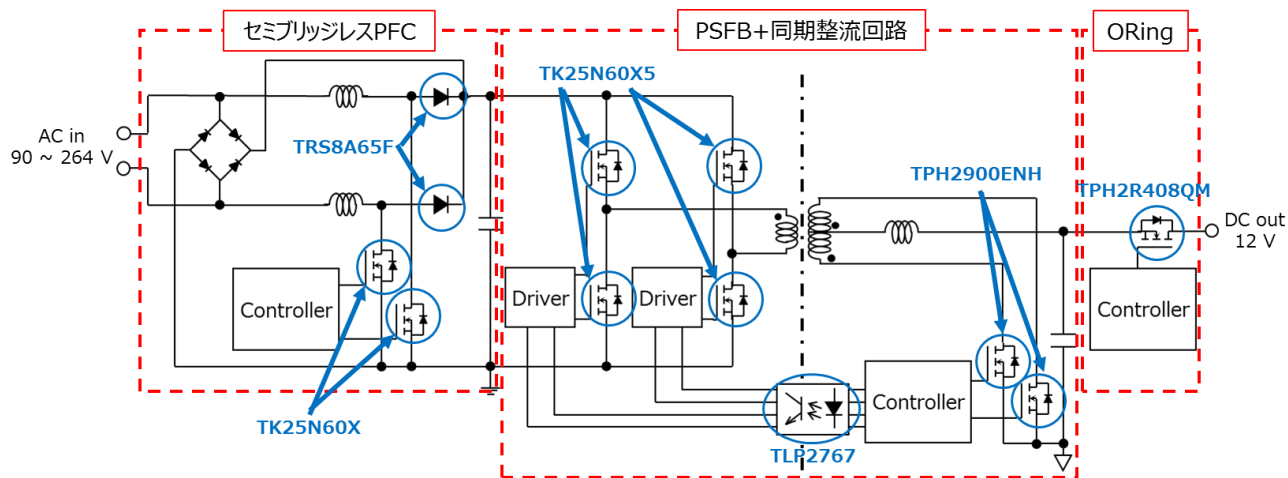 セミブリッジレスPFC
PSFB+同期整流回路
ORing
TK25N60X5
AC in
90 ~ 264 V
TRS8A65F
TPH2900ENH
TPH2R408QM
DC out
12 V
Controller
Driver
Driver
Controller
Controller
TK25N60X
TLP2767